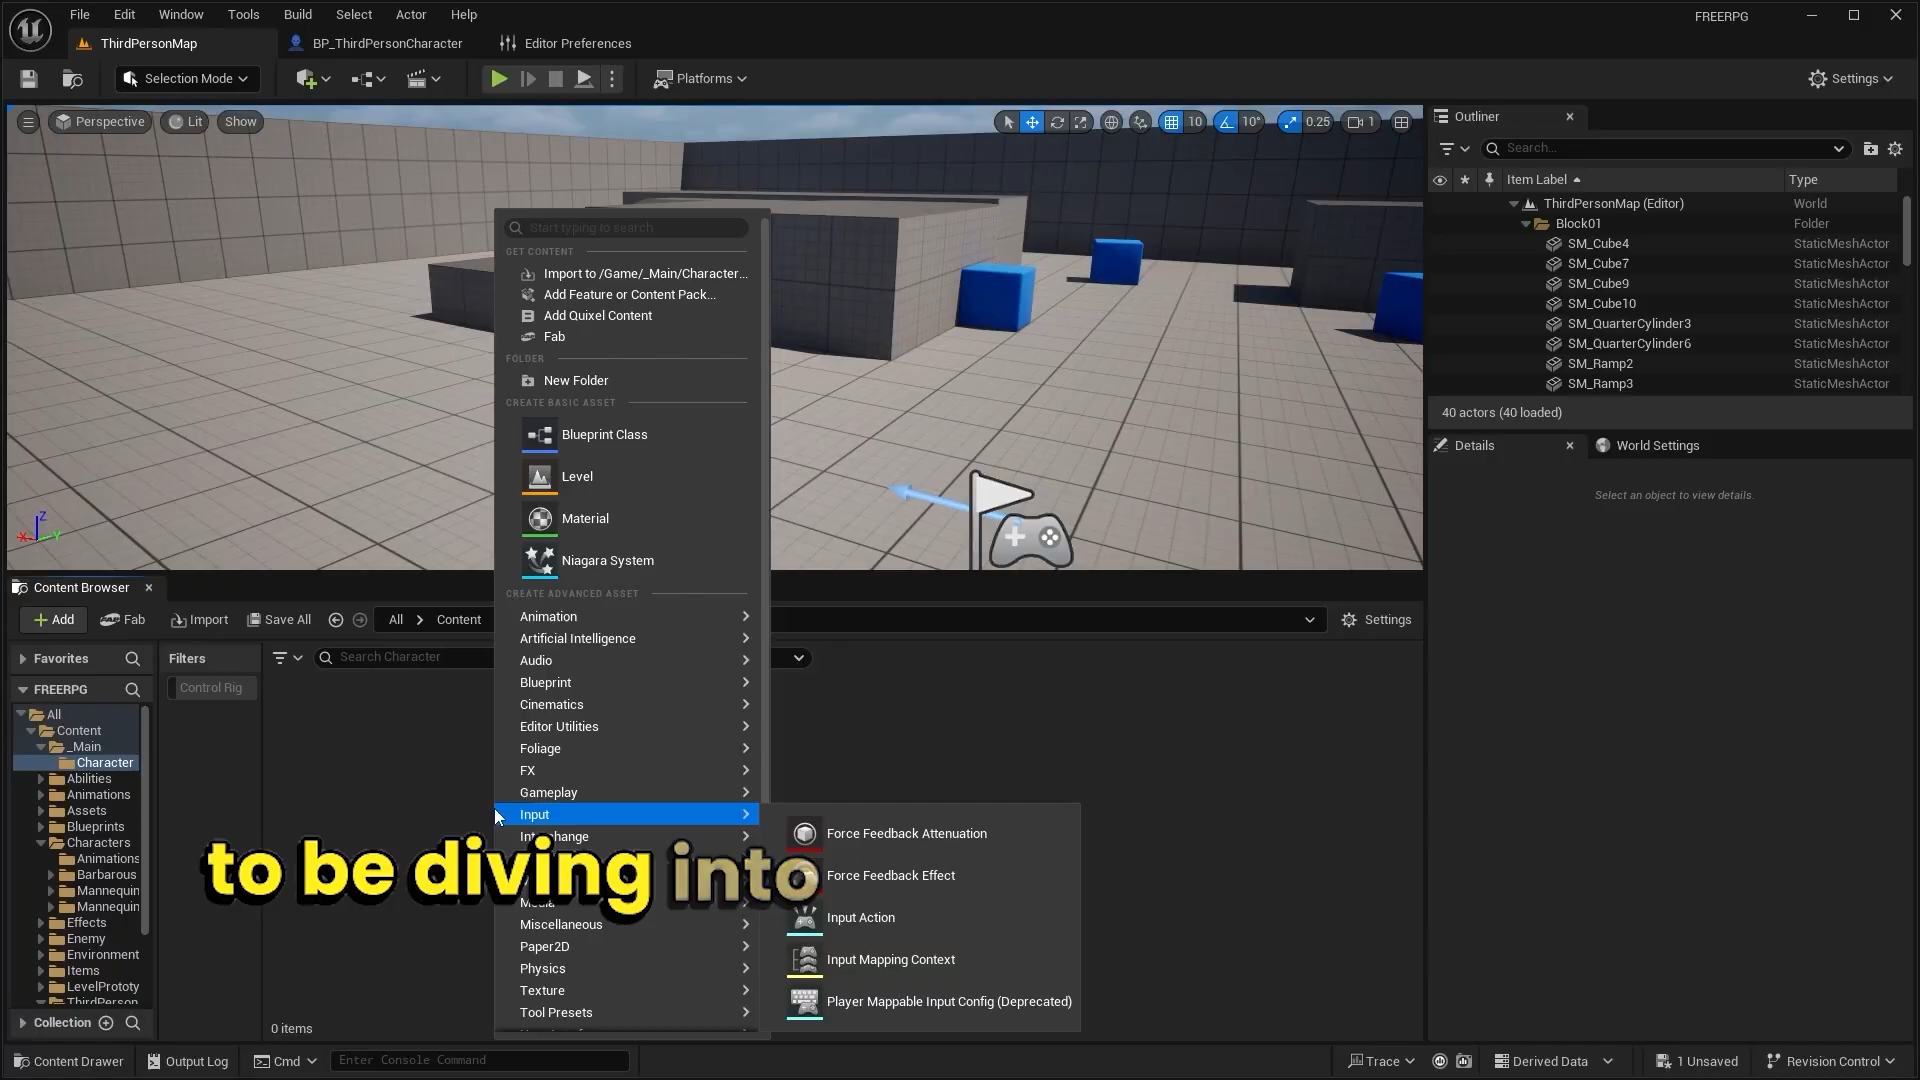 File Edit Window Tools Build Select Actor Help
FREERPG
ThirdPersonMap
BP_ThirdPersonCharacter
Editor Preferences
Selection Mode
Platforms
Settings
Perspective
Lit
Show
10
10°
0.25
1
Outliner
Search...
Item Label
Type
ThirdPersonMap (Editor) World
Block01 Folder
SM_Cube4 StaticMeshActor
SM_Cube7 StaticMeshActor
SM_Cube9 StaticMeshActor
SM_Cube10 StaticMeshActor
SM_QuarterCylinder3 StaticMeshActor
SM_QuarterCylinder6 StaticMeshActor
SM_Ramp2 StaticMeshActor
SM_Ramp3 StaticMeshActor
40 actors (40 loaded)
Details
World Settings
Select an object to view details.
Start typing to search
GET CONTENT
Import to /Game/_Main/Character...
Add Feature or Content Pack...
Add Quixel Content
Fab
FOLDER
New Folder
CREATE BASIC ASSET
Blueprint Class
Level
Material
Niagara System
CREATE ADVANCED ASSET
Animation
Artificial Intelligence
Audio
Blueprint
Cinematics
Editor Utilities
Foliage
FX
Gameplay
Input
Miscellaneous
Paper2D
Physics
Texture
Tool Presets
Force Feedback Attenuation
Force Feedback Effect
Input Action
Input Mapping Context
Player Mappable Input Config (Deprecated)
to be diving into
Z
X
Y
Content Browser
Add
Fab
Import
Save All
All
Content
Settings
Favorites
Filters
Search Character
FREERPG
Control Rig
All
Content
_Main
Character
Abilities
Animations
Assets
Blueprints
Characters
Animations
Barbarous
Mannequin
Mannequin
Effects
Enemy
Environment
Items
LevelPrototy
ThirdPerson
Collection
0 items
Content Drawer
Output Log
Cmd
Enter Console Command
Trace
Derived Data
1 Unsaved
Revision Control